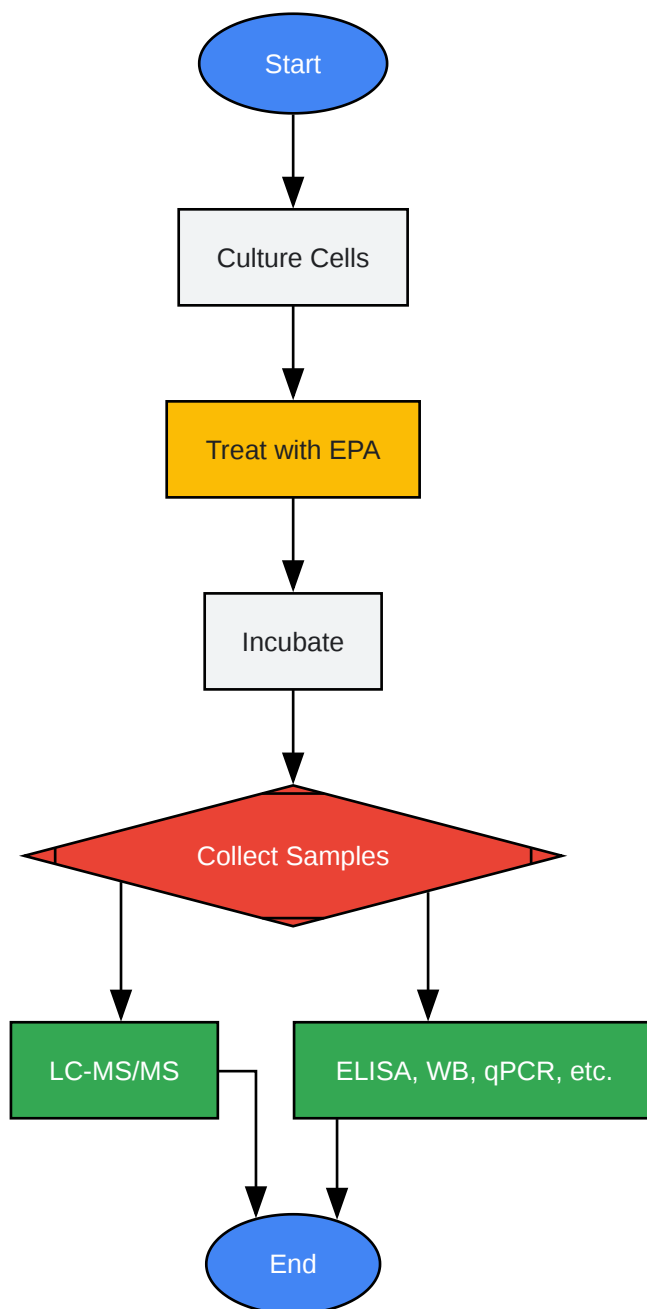 Start
Culture Cells
Treat with EPA
Incubate
Collect Samples
LC-MS/MS
ELISA, WB, qPCR, etc.
End